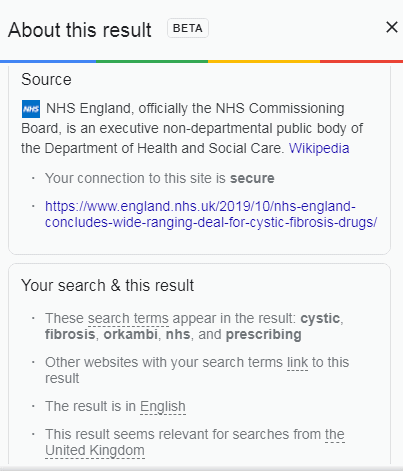 About this result BETA
Source
NHS NHS England, officially the NHS Commissioning
Board, is an executive non-departmental public body of
the Department of Health and Social Care. Wikipedia
· Your connection to this site is secure
· https://www.england.nhs.uk/2019/10/nhs-england-
concludes-wide-ranging-deal-for-cystic-fibrosis-drugs/
Your search & this result
· These search terms appear in the result: cystic,
fibrosis, orkambi, nhs, and prescribing
· Other websites with your search terms link to this
result
· The result is in English
· This result seems relevant for searches from the
United Kingdom